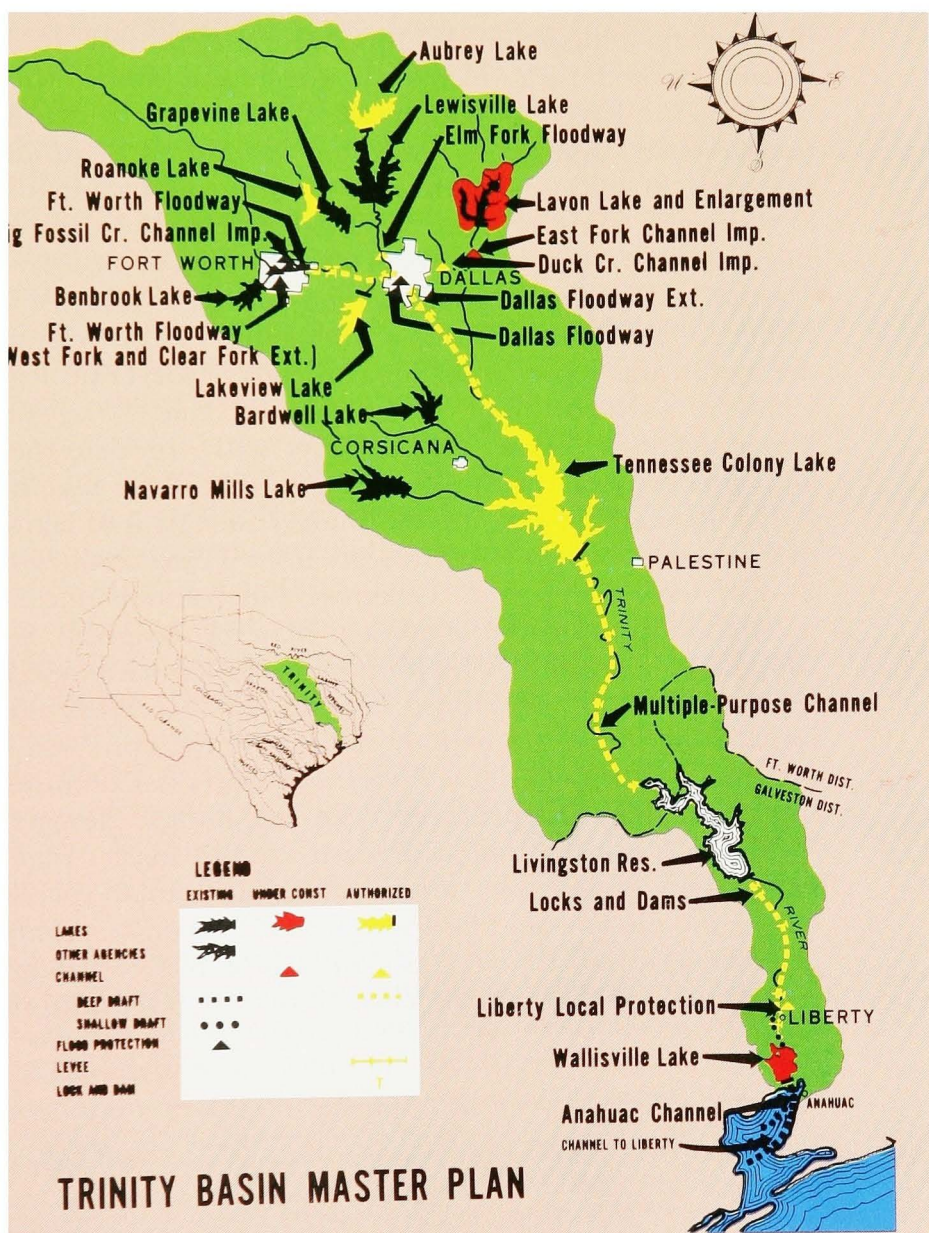 Aubrey Lake
Grapevine Lake
Lewisville Lake
Elm Fork Floodway
Roanoke Lake
Ft. Worth Floodway
ig Fossil Cr. Channel Imp.
FORT WORTH
Lavon Lake and Enlargement
East Fork Channel Imp.
Duck Cr. Channel Imp.
DALLAS
Benbrook Lake
Dallas Floodway Ext.
Ft. Worth Floodway
West Fork and Clear Fork Ext.)
Dallas Floodway
Lakeview Lake
Bardwell Lake
CORSICANA
Tennessee Colony Lake
Navarro Mills Lake
PALESTINE
TRINITY
RED RIVER
TRINITY
Multiple-Purpose Channel
FT. WORTH DIST.
GALVESTON DIST.
Livingston Res.
Locks and Dams
RIVER
LEGEND
EXISTING UNDER CONST AUTHORIZED
LAKES
OTHER AGENCIES
CHANNEL
DEEP DRAFT
SHALLOW DRAFT
FLOOD PROTECTION
LEVEE
LOCK AND DAM
T
Liberty Local Protection
LIBERTY
Wallisville Lake
Anahuac Channel
ANAHUAC
CHANNEL TO LIBERTY
TRINITY BASIN MASTER PLAN
E
S